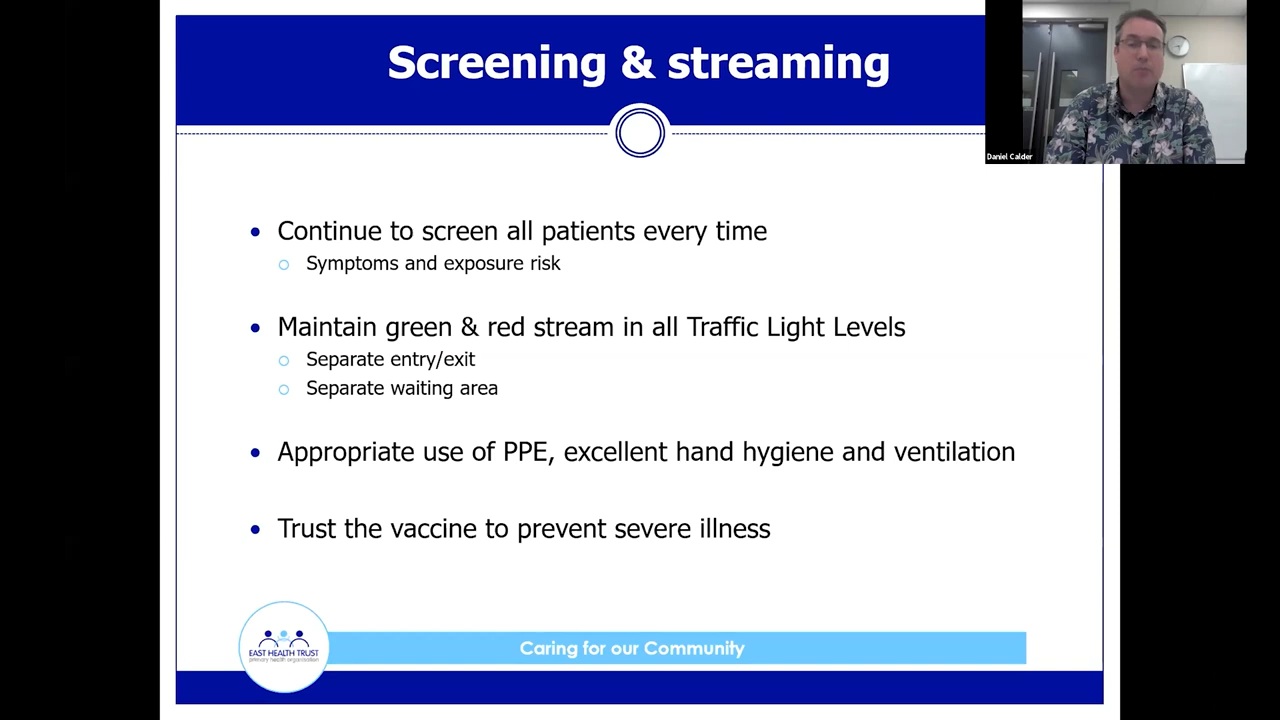 Screening & streaming
Daniel Calder
Continue to screen all patients every time
Symptoms and exposure risk
Maintain green & red stream in all Traffic Light Levels
Separate entry/exit
Separate waiting area
Appropriate use of PPE, excellent hand hygiene and ventilation
Trust the vaccine to prevent severe illness
EAST HEALTH TRUST
primary health organisation
Caring for our Community